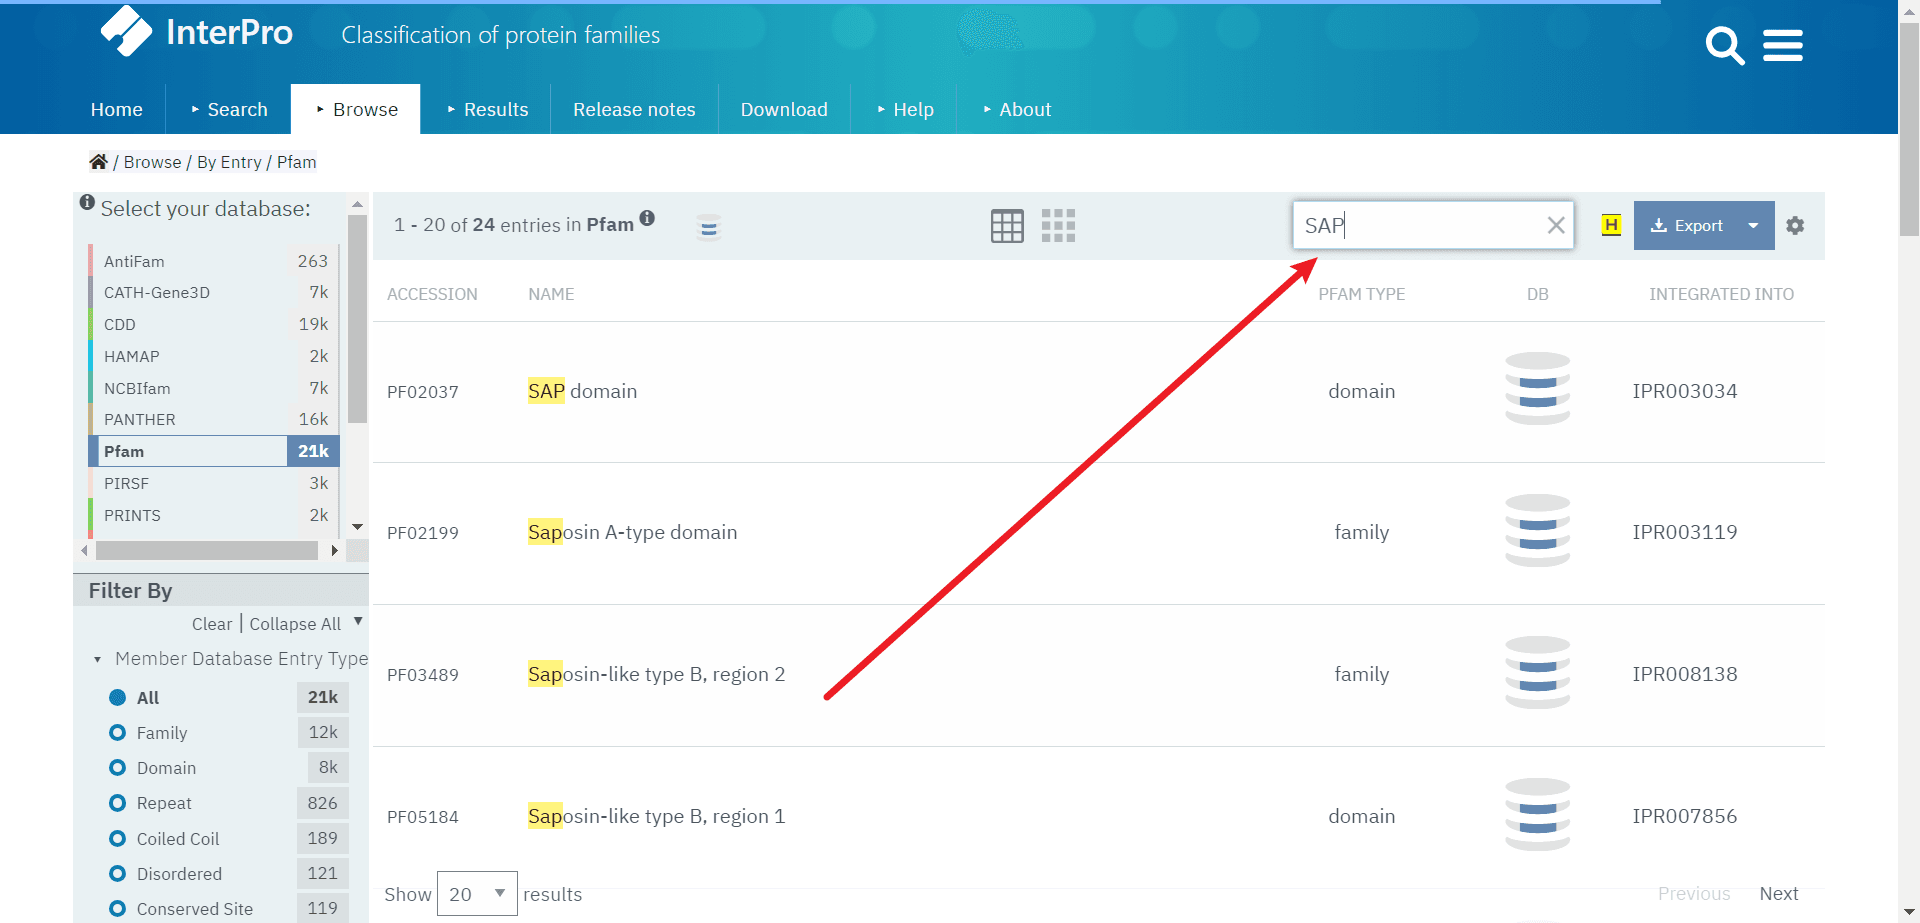 InterPro
Classification of protein families
Home
Search
Browse
Results
Release notes
Download
Help
About
/ Browse / By Entry / Pfam
Select your database:
AntiFam 263
CATH-Gene3D 7k
CDD 19k
HAMAP 2k
NCBIfam 7k
PANTHER 16k
Pfam 21k
PIRSF 3k
PRINTS 2k
Filter By
Clear | Collapse All
Member Database Entry Type
All 21k
Family 12k
Domain 8k
Repeat 826
Coiled Coil 189
Disordered 121
Conserved Site 119
1 - 20 of 24 entries in Pfam
SAP
H
Export
ACCESSION NAME PFAM TYPE DB INTEGRATED INTO
PF02037 SAP domain domain IPR003034
PF02199 Saposin A-type domain family IPR003119
PF03489 Saposin-like type B, region 2 family IPR008138
PF05184 Saposin-like type B, region 1 domain IPR007856
Show 20 results
Previous Next